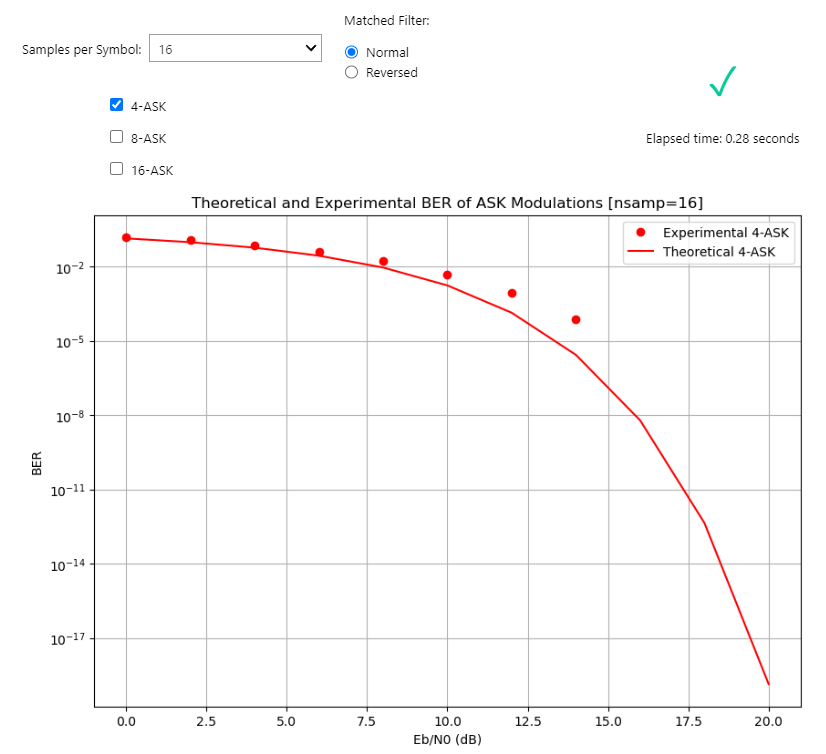 Matched Filter:
Samples per Symbol: 16
Normal
Reversed
4-ASK
8-ASK
16-ASK
Elapsed time: 0.28 seconds
Theoretical and Experimental BER of ASK Modulations [nsamp=16]
Experimental 4-ASK
Theoretical 4-ASK
10⁻²
10⁻⁵
10⁻⁸
10⁻¹¹
10⁻¹⁴
10⁻¹⁷
BER
0.0 2.5 5.0 7.5 10.0 12.5 15.0 17.5 20.0
Eb/N0 (dB)